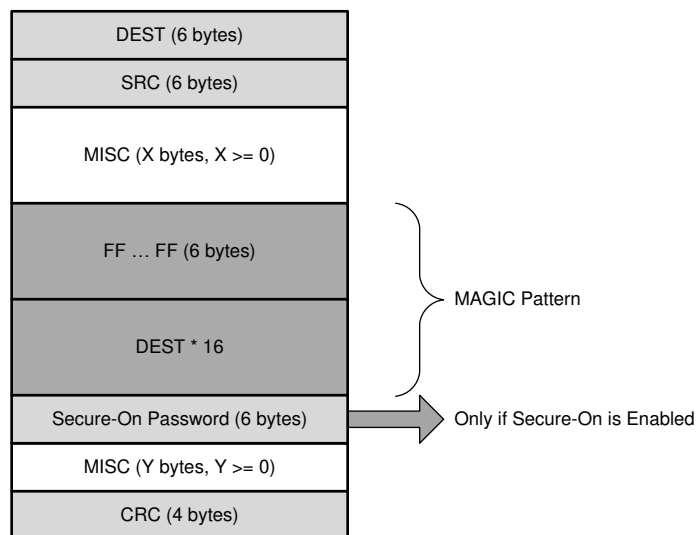 DEST (6 bytes)
SRC (6 bytes)
MISC (X bytes, X >= 0)
FF … FF (6 bytes)
MAGIC Pattern
DEST * 16
Secure-On Password (6 bytes)
Only if Secure-On is Enabled
MISC (Y bytes, Y >= 0)
CRC (4 bytes)